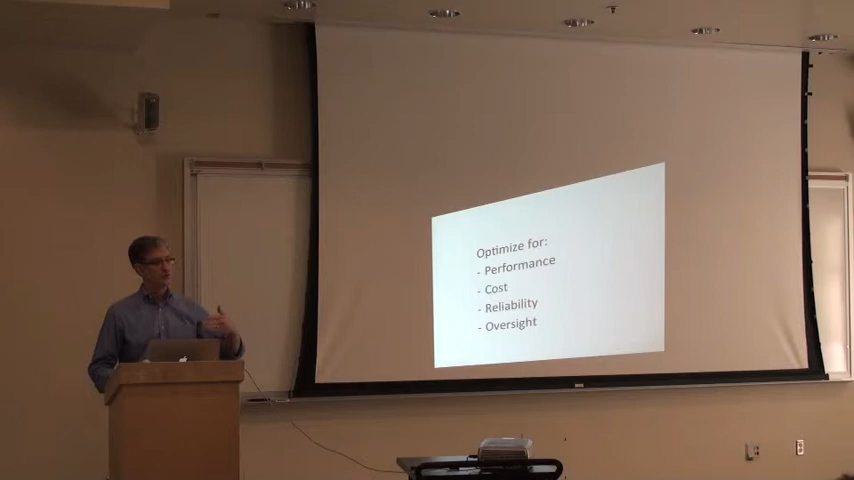 Optimize for:
- Performance
- Cost
- Reliability
- Oversight